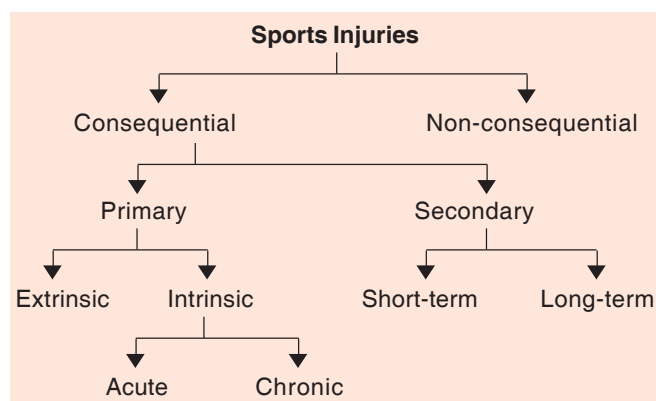 Sports Injuries
Consequential Non-consequential
Primary Secondary
Extrinsic Intrinsic Short-term Long-term
Acute Chronic